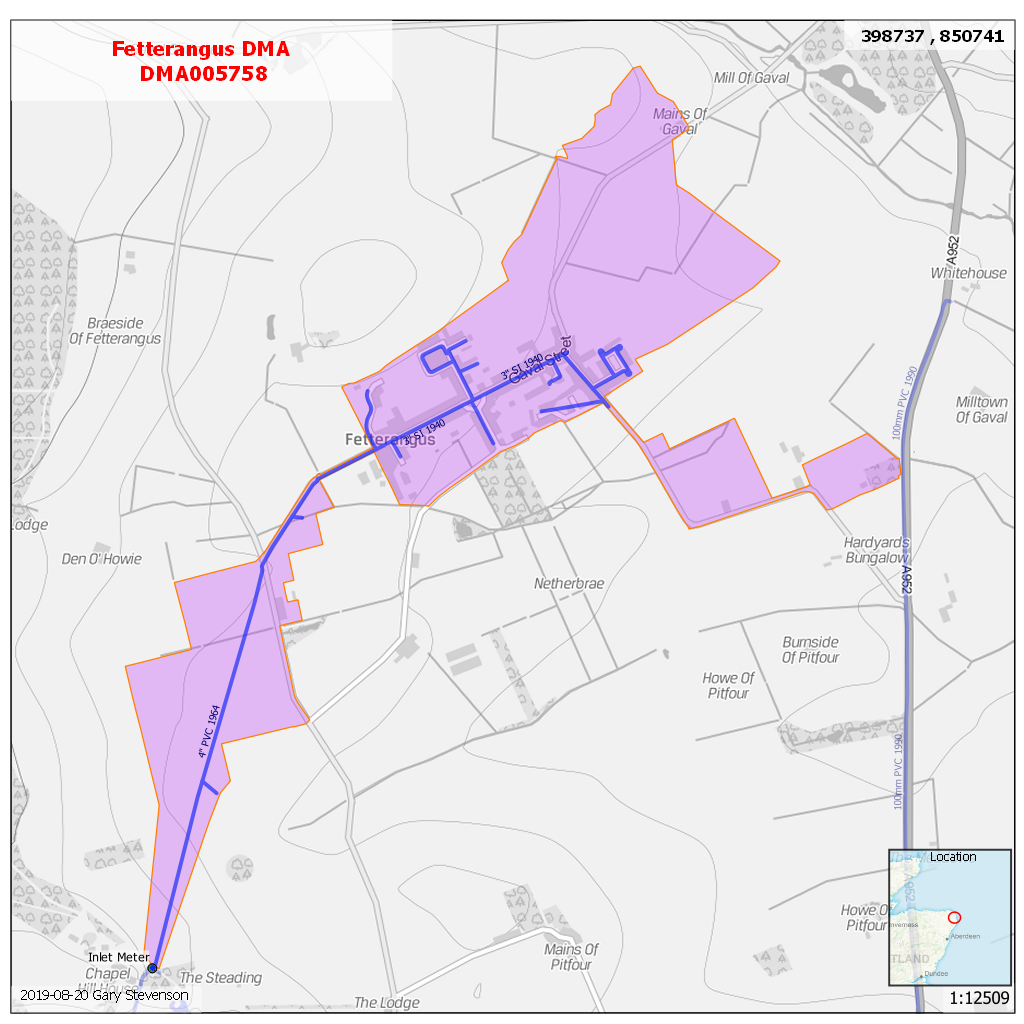 Fetterangus DMA
DMA005758
398737 , 850741
Mill Of Gaval
Mains Of
Gaval
A952
Whitehouse
Braeside
Of Fetterangus
Gaval Street
3" SI 1940
3" SI 1940
Fetterangus
100mm PVC 1990
Milltown
Of Gaval
Lodge
Den O'Howie
Hardyards
Bungalow
A952
Netherbrae
Burnside
Of Pitfour
Howe Of
Pitfour
4" PVC 1964
100mm PVC 1990
Location
A952
Howe Of
Pitfour
Inverness
Aberdeen
TLAND
Dundee
Mains Of
Pitfour
Inlet Meter
Chapel
Hill House
The Steading
2019-08-20 Gary Stevenson
The Lodge
1:12509